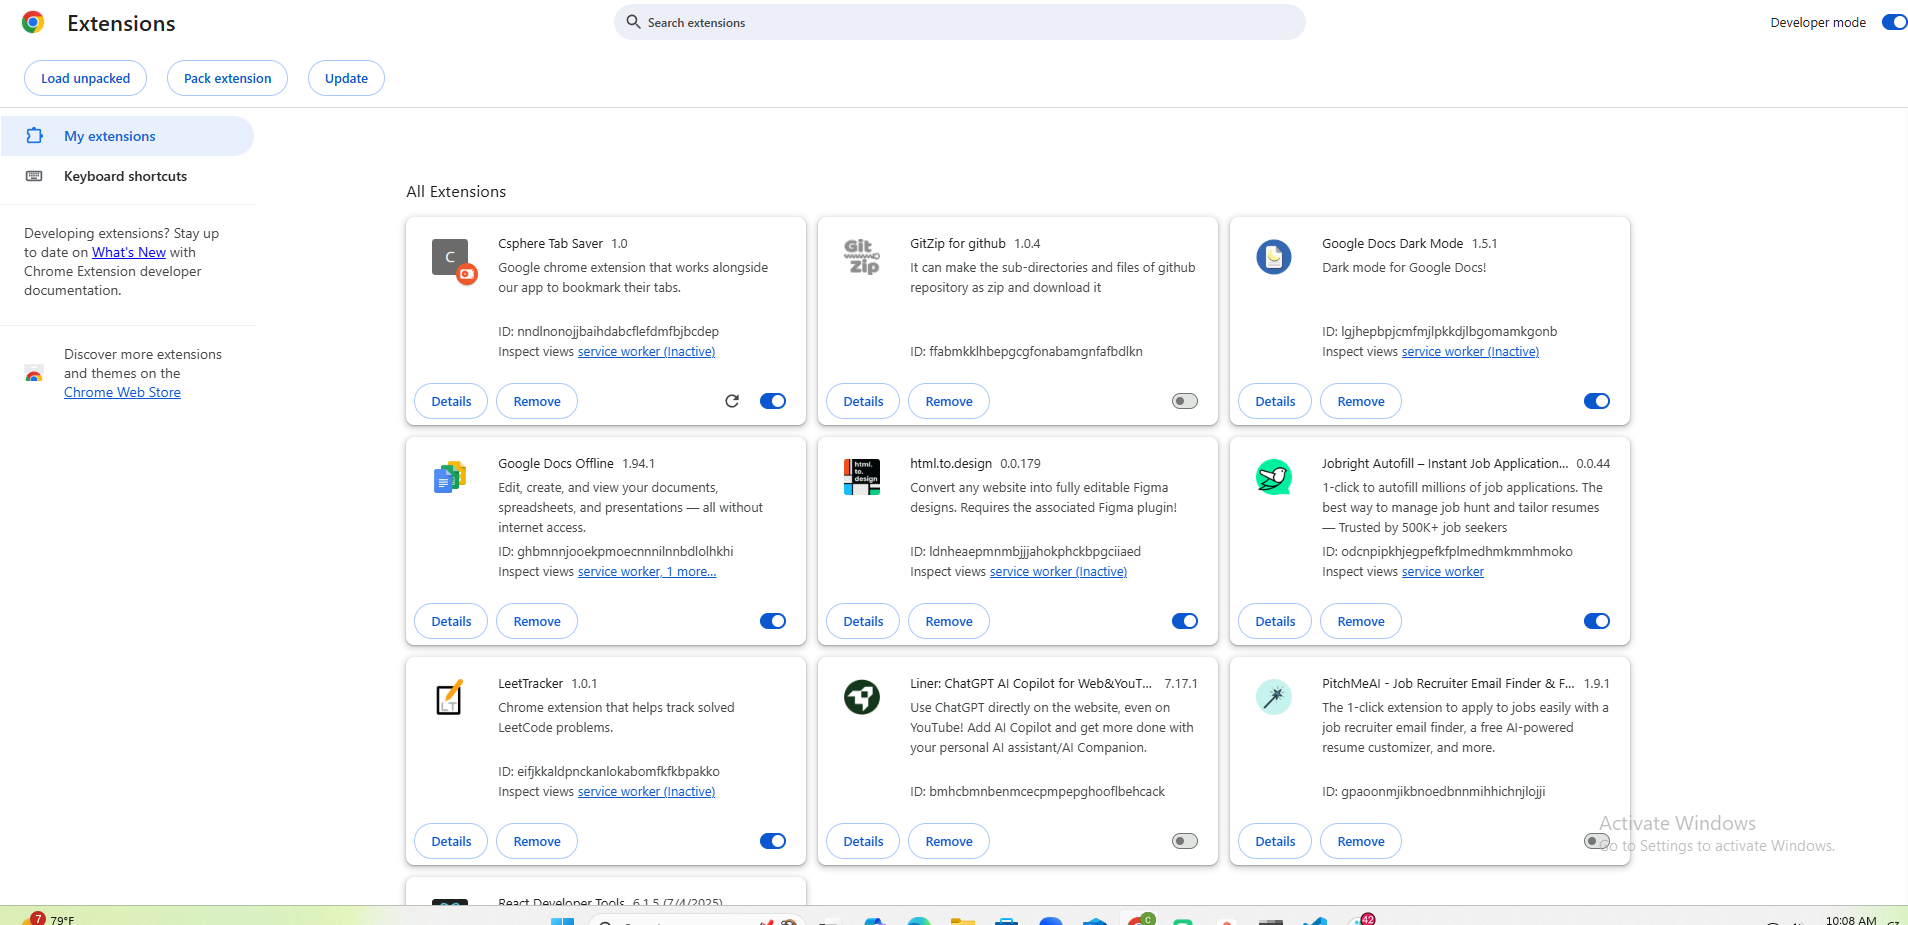 Extensions
Search extensions
Developer mode
Load unpacked
Pack extension
Update
My extensions
Keyboard shortcuts
Developing extensions? Stay up
to date on What's New with
Chrome Extension developer
documentation.
Discover more extensions
and themes on the
Chrome Web Store
All Extensions
C
Csphere Tab Saver 1.0
Google chrome extension that works alongside
our app to bookmark their tabs.
ID: nndlnonojjbaihdabcflefdmfbjbcdep
Inspect views service worker (Inactive)
Details
Remove
Git
Zip
GitZip for github 1.0.4
It can make the sub-directories and files of github
repository as zip and download it
ID: ffabmkklhbepgcgfonabamgnfafbdlkn
Details
Remove
Google Docs Dark Mode 1.5.1
Dark mode for Google Docs!
ID: lgjhepbpjcmfmjlpkkdjlbgomamkgonb
Inspect views service worker (Inactive)
Details
Remove
Google Docs Offline 1.94.1
Edit, create, and view your documents,
spreadsheets, and presentations — all without
internet access.
ID: ghbmnnjooekpmoecnnnilnnbdlolhkhi
Inspect views service worker, 1 more...
Details
Remove
html.
to.
design
html.to.design 0.0.179
Convert any website into fully editable Figma
designs. Requires the associated Figma plugin!
ID: ldnheaepmnmbjjjahokphckbpgciiaed
Inspect views service worker (Inactive)
Details
Remove
Jobright Autofill – Instant Job Application... 0.0.44
1-click to autofill millions of job applications. The
best way to manage job hunt and tailor resumes
— Trusted by 500K+ job seekers
ID: odcnpipkhjegpefkfplmedhmkmmhmoko
Inspect views service worker
Details
Remove
LT
LeetTracker 1.0.1
Chrome extension that helps track solved
LeetCode problems.
ID: eifjkkaldpnckanlokabomfkfkbpakko
Inspect views service worker (Inactive)
Details
Remove
Liner: ChatGPT AI Copilot for Web&YouT... 7.17.1
Use ChatGPT directly on the website, even on
YouTube! Add AI Copilot and get more done with
your personal AI assistant/AI Companion.
ID: bmhcbmnbenmcecpmpepghooflbehcack
Details
Remove
PitchMeAI - Job Recruiter Email Finder & F... 1.9.1
The 1-click extension to apply to jobs easily with a
job recruiter email finder, a free AI-powered
resume customizer, and more.
ID: gpaoonmjikbnoedbnnmihhichnjlojji
Details
Remove
Activate Windows
Go to Settings to activate Windows.
React Developer Tools 6.1.5 (7/4/2025)
7
79°F
C
42
10:08 AM